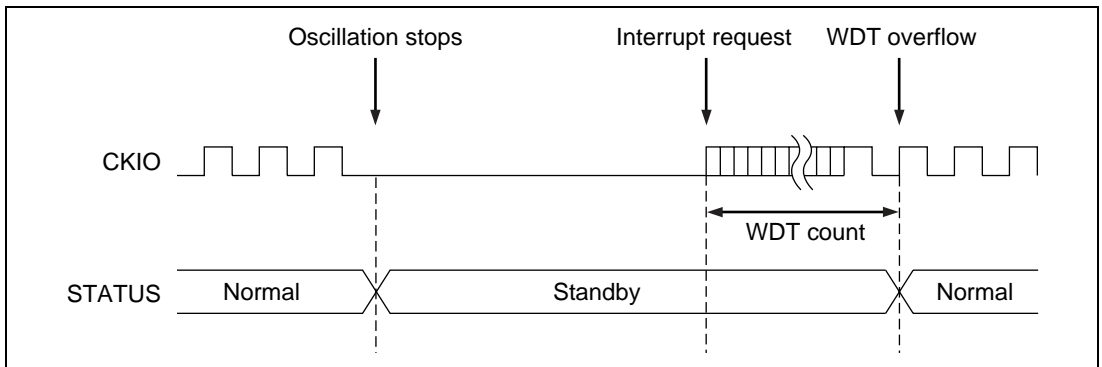 Oscillation stops
Interrupt request
WDT overflow
CKIO
WDT count
STATUS
Normal
Standby
Normal